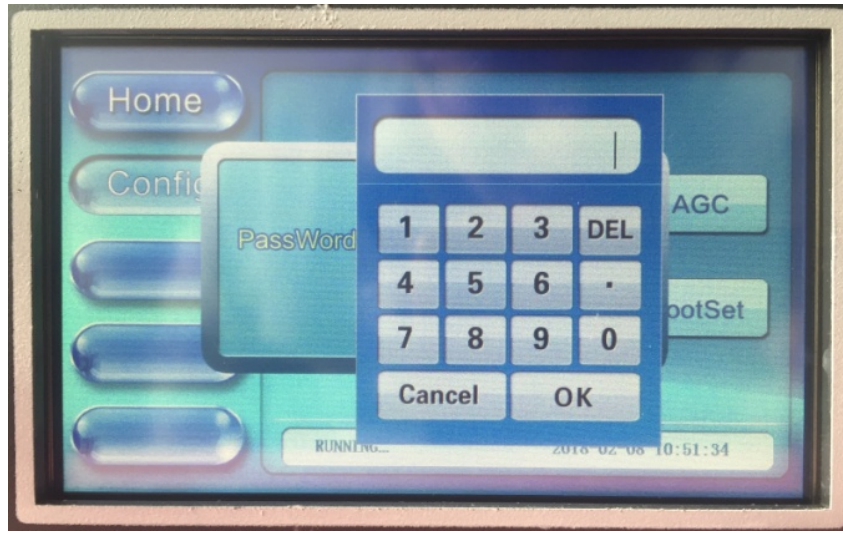 Home
Config
PassWord
AGC
1 2 3 DEL
4 5 6 .
ootSet
7 8 9 0
Cancel OK
RUNNING... 2018-02-08 10:51:34